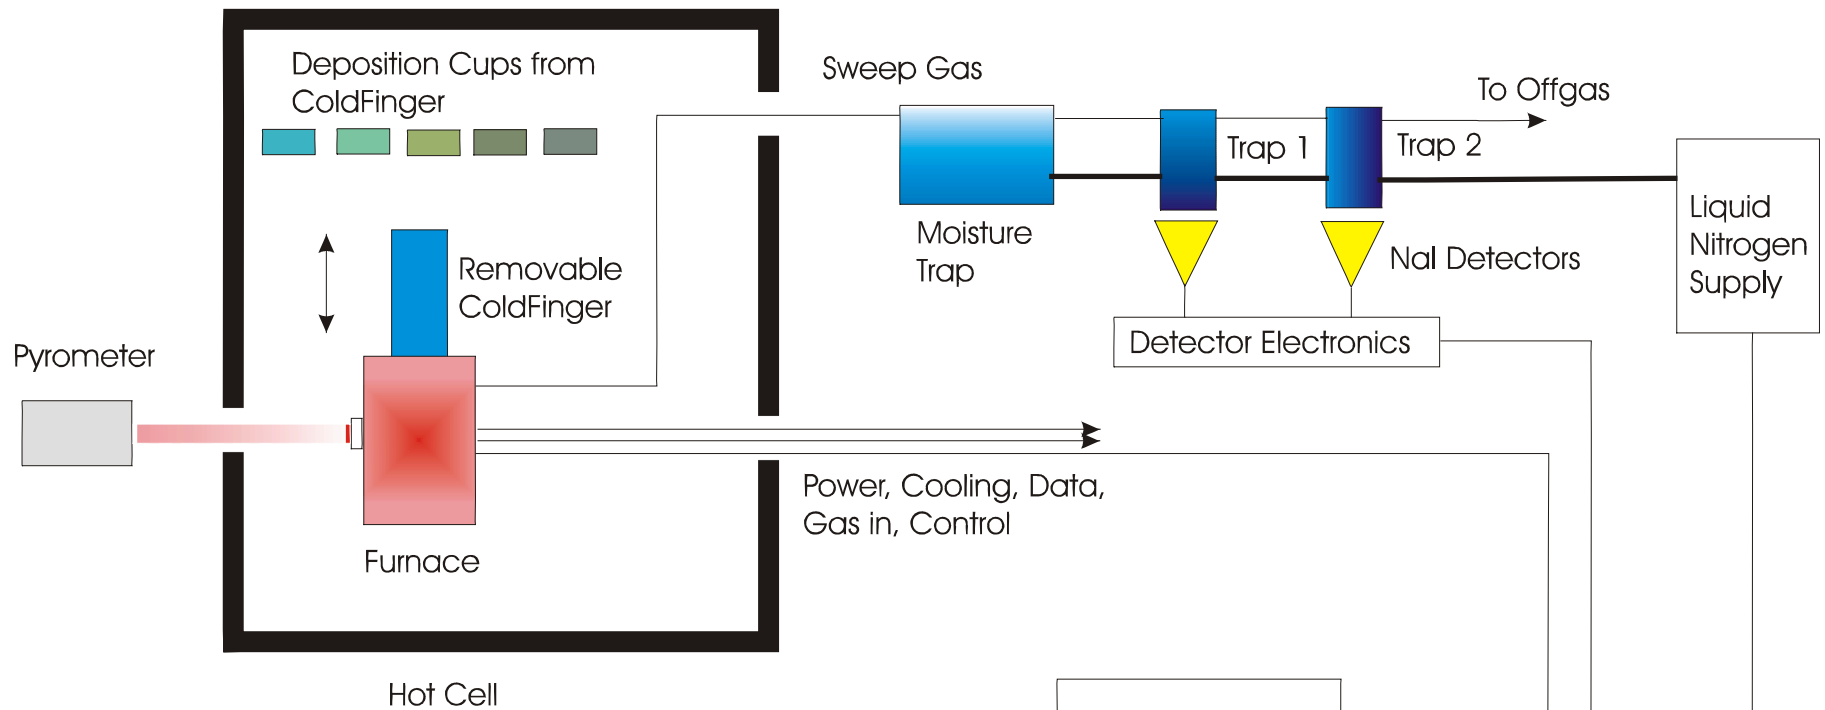 Deposition Cups from
ColdFinger
Sweep Gas
To Offgas
Trap 1
Trap 2
Moisture
Trap
NaI Detectors
Liquid
Nitrogen
Supply
Removable
ColdFinger
Detector Electronics
Pyrometer
Power, Cooling, Data,
Gas in, Control
Furnace
Hot Cell